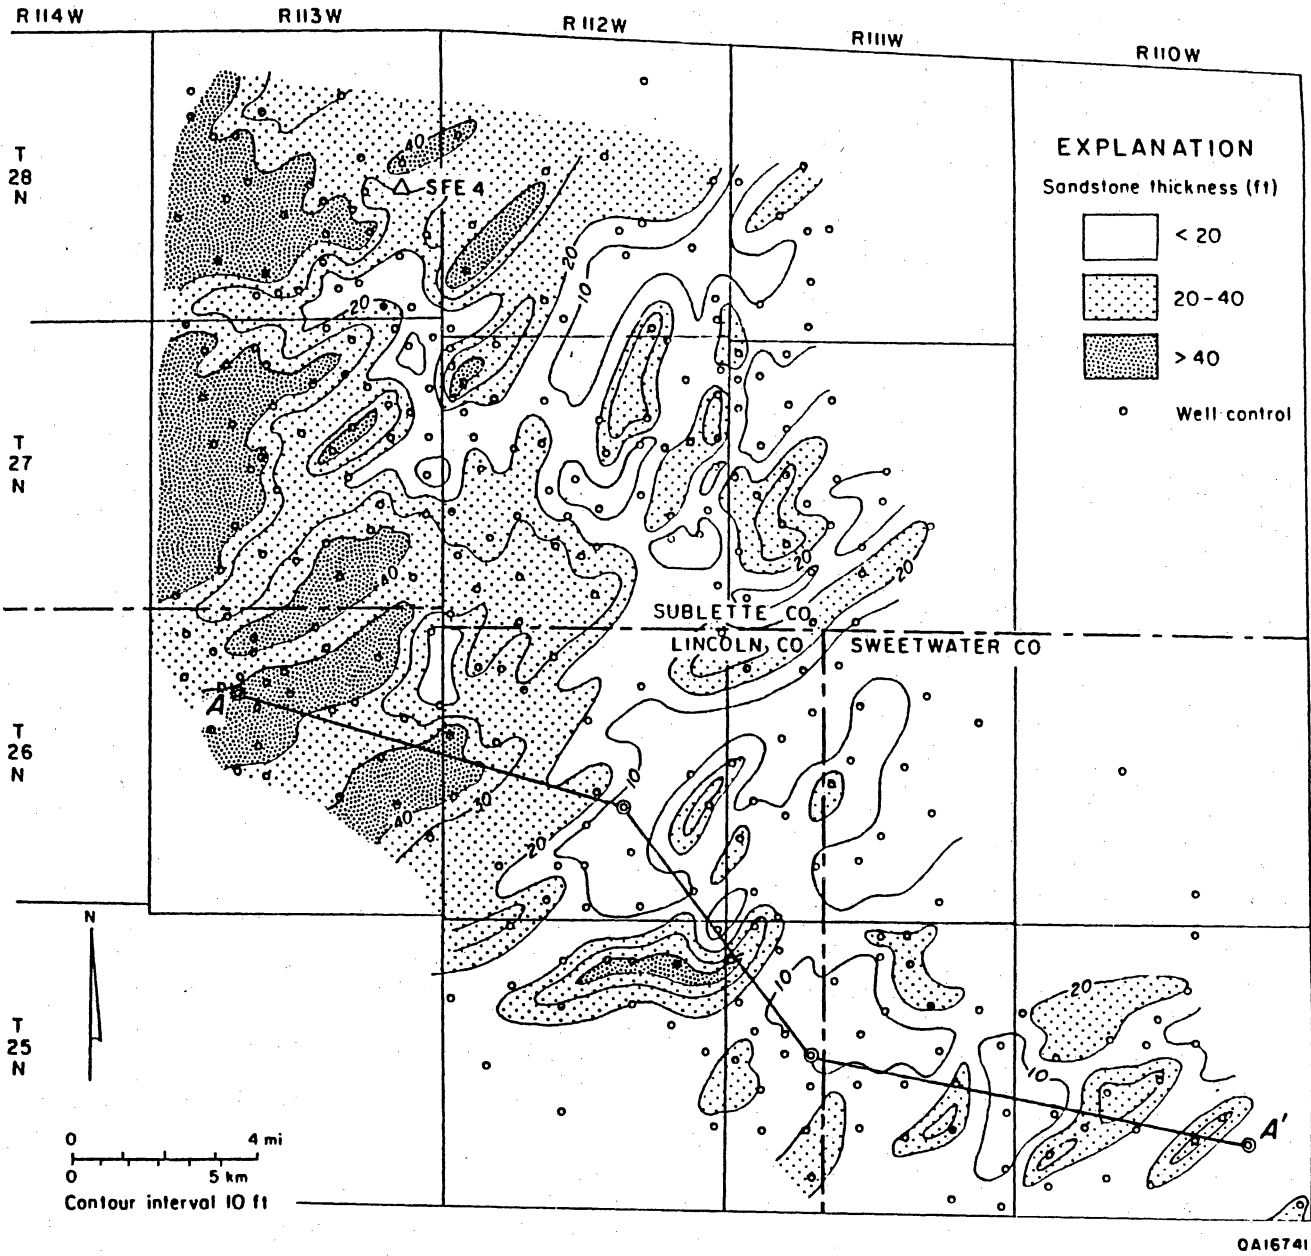 R114W R113W R112W R111W R110W
T
28
N
T
27
N
T
26
N
T
25
N
EXPLANATION
Sandstone thickness (ft)
< 20
20-40
> 40
Well control
40
SFE 4
20
10
20
40
20
20
SUBLETTE CO
LINCOLN CO
SWEETWATER CO
A
10
40
20
10
20
10
A'
N
0 4 mi
0 5 km
Contour interval 10 ft
QA16741